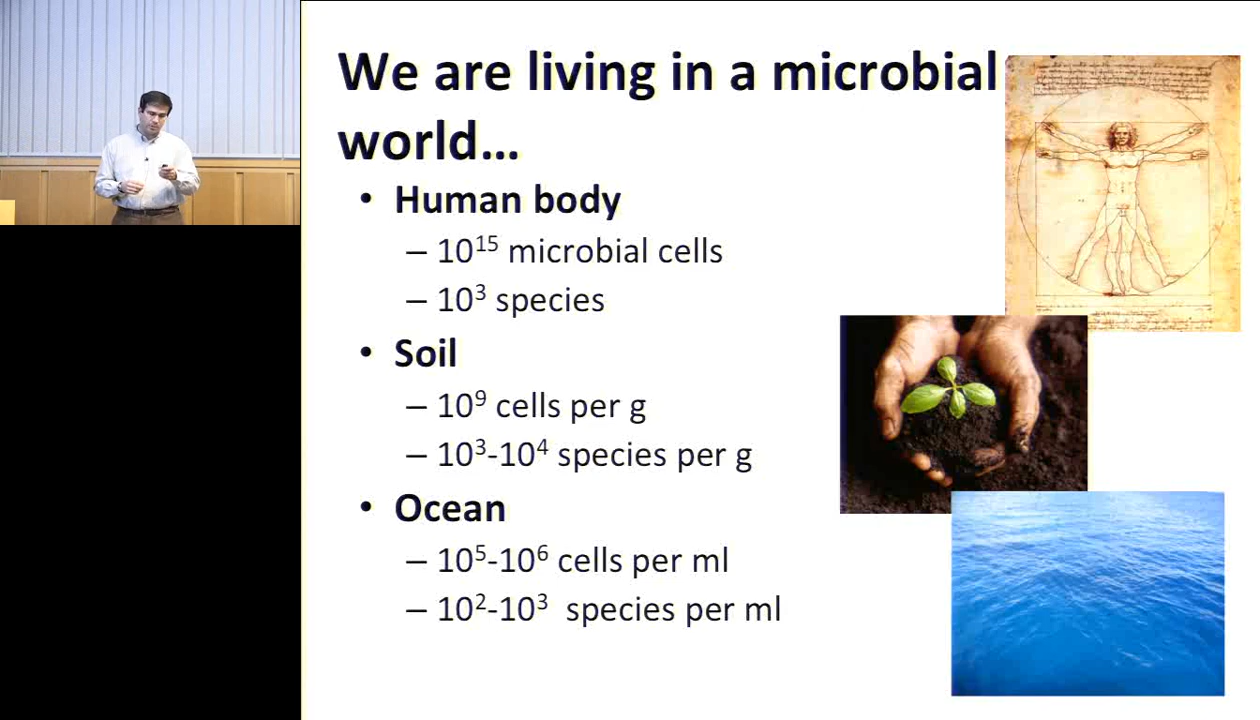 We are living in a microbial
world…
• Human body
– 10¹⁵ microbial cells
– 10³ species
• Soil
– 10⁹ cells per g
– 10³-10⁴ species per g
• Ocean
– 10⁵-10⁶ cells per ml
– 10²-10³ species per ml